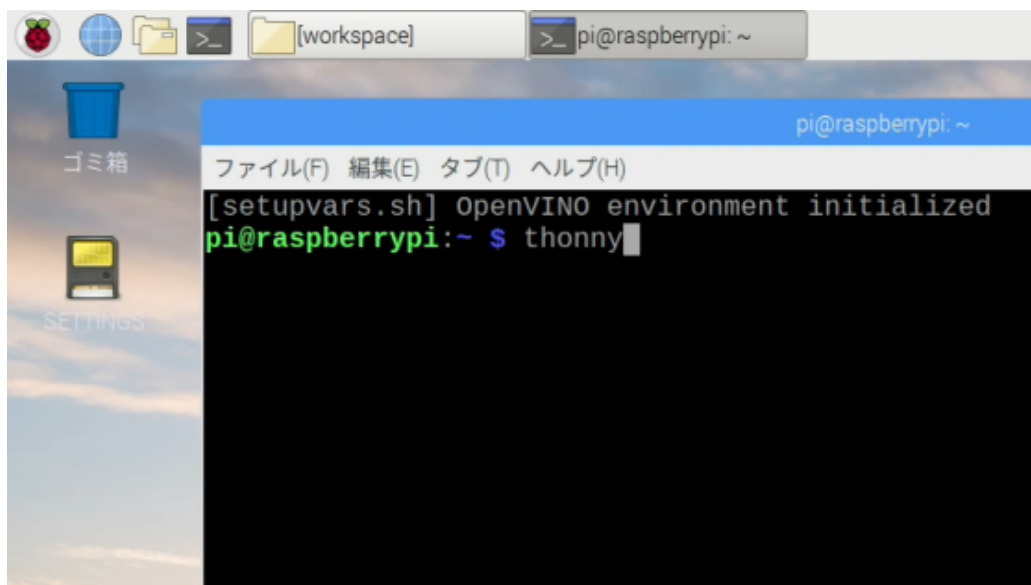 [workspace]
pi@raspberrypi: ~
ゴミ箱
SETTINGS
pi@raspberrypi: ~
ファイル(F) 編集(E) タブ(T) ヘルプ(H)
[setupvars.sh] OpenVINO environment initialized
pi@raspberrypi:~ $ thonny